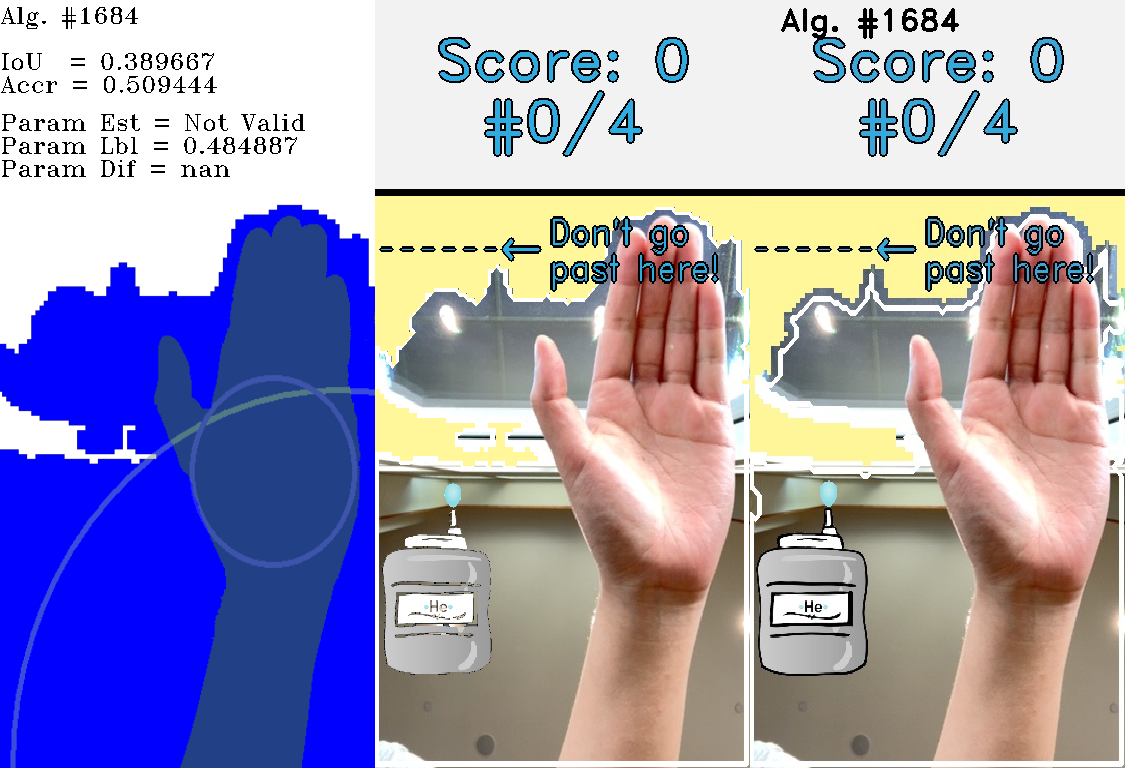 Alg. #1684
IoU = 0.389667
Accr = 0.509444
Param Est = Not Valid
Param Lbl = 0.484887
Param Dif = nan
Score: 0
#0/4
Don't go
past here!
He
Alg. #1684
Score: 0
#0/4
Don't go
past here!
He